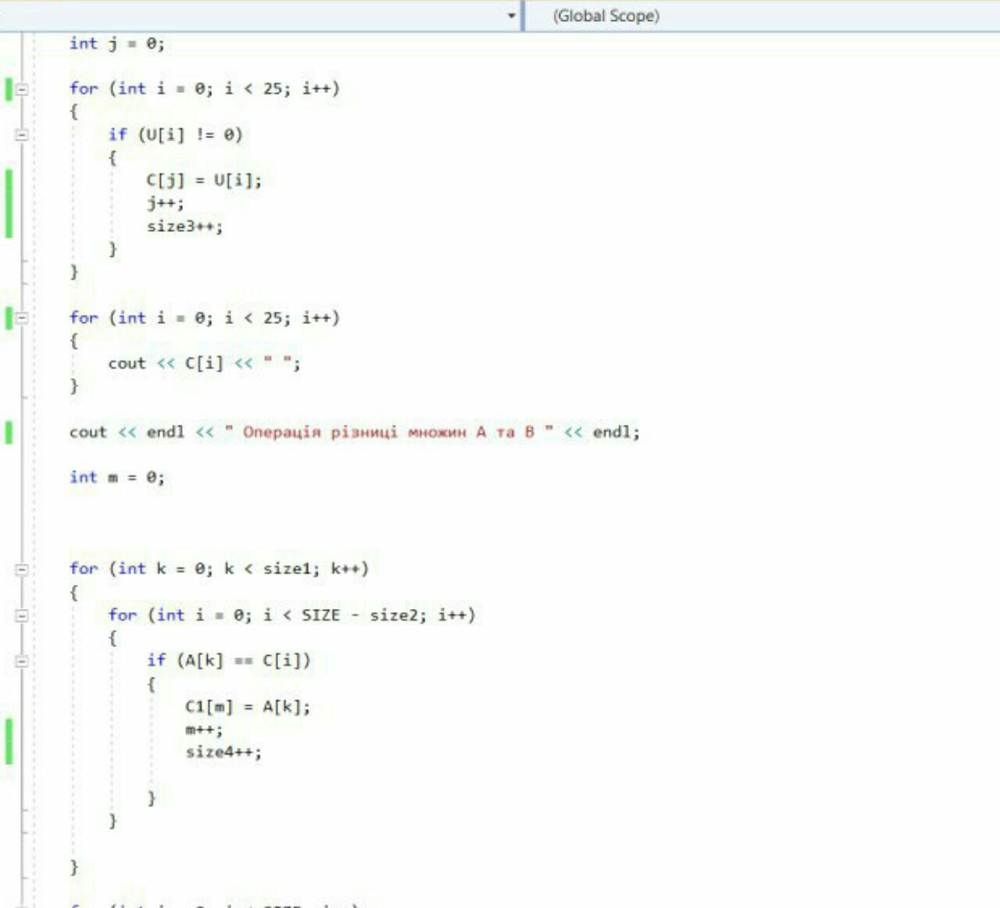 (Global Scope)
int j = 0;
for (int i = 0; i < 25; i++)
{
if (U[i] != 0)
{
C[j] = U[i];
j++;
size3++;
}
}
for (int i = 0; i < 25; i++)
{
cout << C[i] << " ";
}
cout << endl << " Операція різниці множин А та В " << endl;
int m = 0;
for (int k = 0; k < size1; k++)
{
for (int i = 0; i < SIZE - size2; i++)
{
if (A[k] == C[i])
{
C1[m] = A[k];
m++;
size4++;
}
}
}